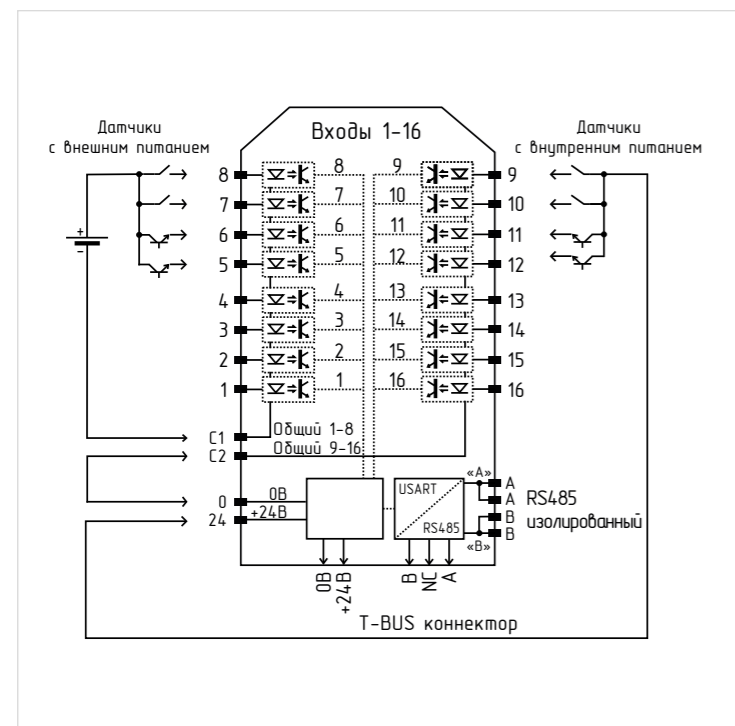 Датчики
с внешним питанием
Входы 1-16
Датчики
с внутренним питанием
8 8 9 9
7 7 10 10
6 6 11 11
5 5 12 12
4 4 13 13
3 3 14 14
2 2 15 15
1 1 16 16
+
-
C1 Общий 1-8
C2 Общий 9-16
0 0В
24 +24В
USART
RS485
«А»
A
A
B
B
«В»
RS485
изолированный
0В
+24В
B
NC
A
T-BUS коннектор